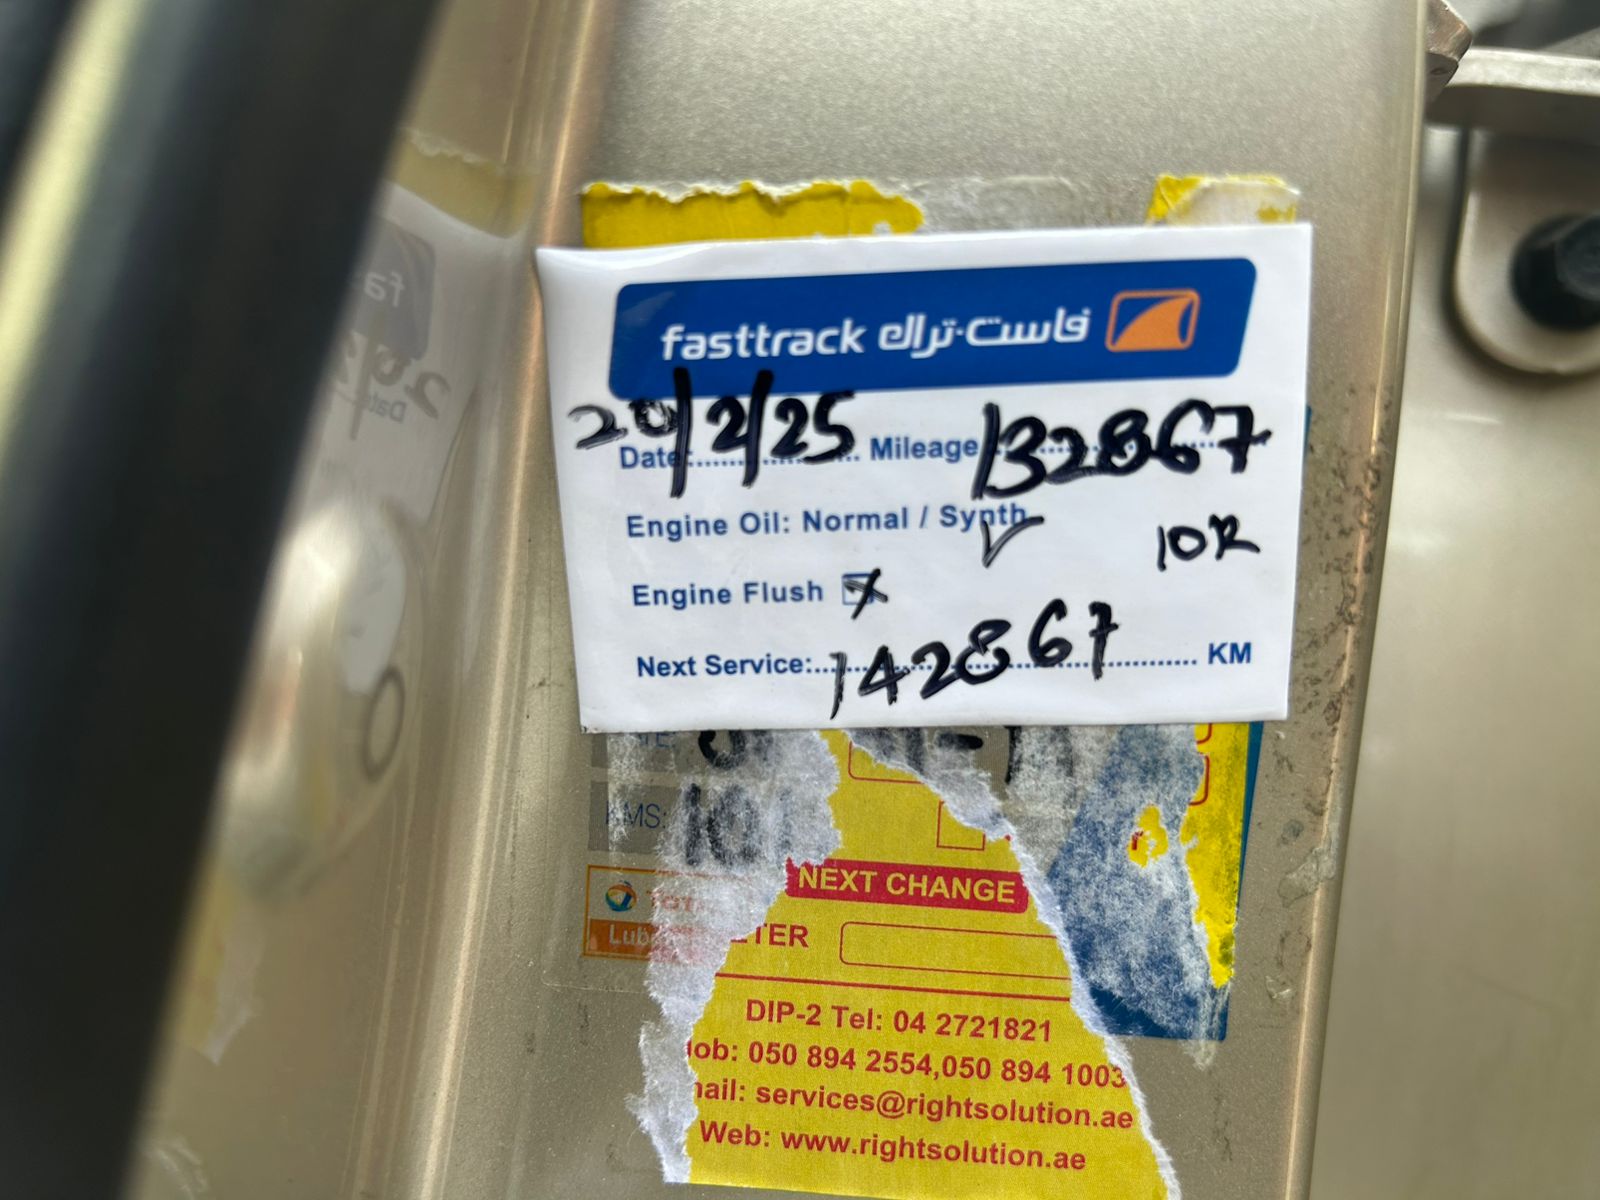 fasttrack فاست·تراك
Date: 20/2/25 Mileage 132867
Engine Oil: Normal / Synth ✓ 10K
Engine Flush X
Next Service: 142867 KM
KMS: 101
NEXT CHANGE
DIP-2 Tel: 04 2721821
050 894 2554,050 894 1003
services@rightsolution.ae
Web: www.rightsolution.ae